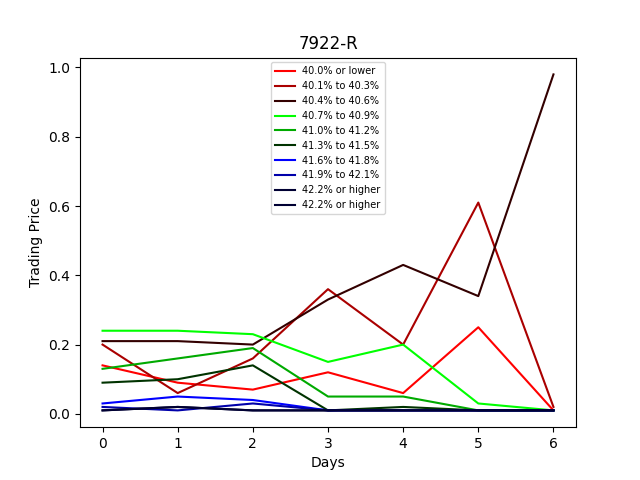 7922-R
1.0
0.8
0.6
0.4
0.2
0.0
Trading Price
40.0% or lower
40.1% to 40.3%
40.4% to 40.6%
40.7% to 40.9%
41.0% to 41.2%
41.3% to 41.5%
41.6% to 41.8%
41.9% to 42.1%
42.2% or higher
42.2% or higher
0 1 2 3 4 5 6
Days